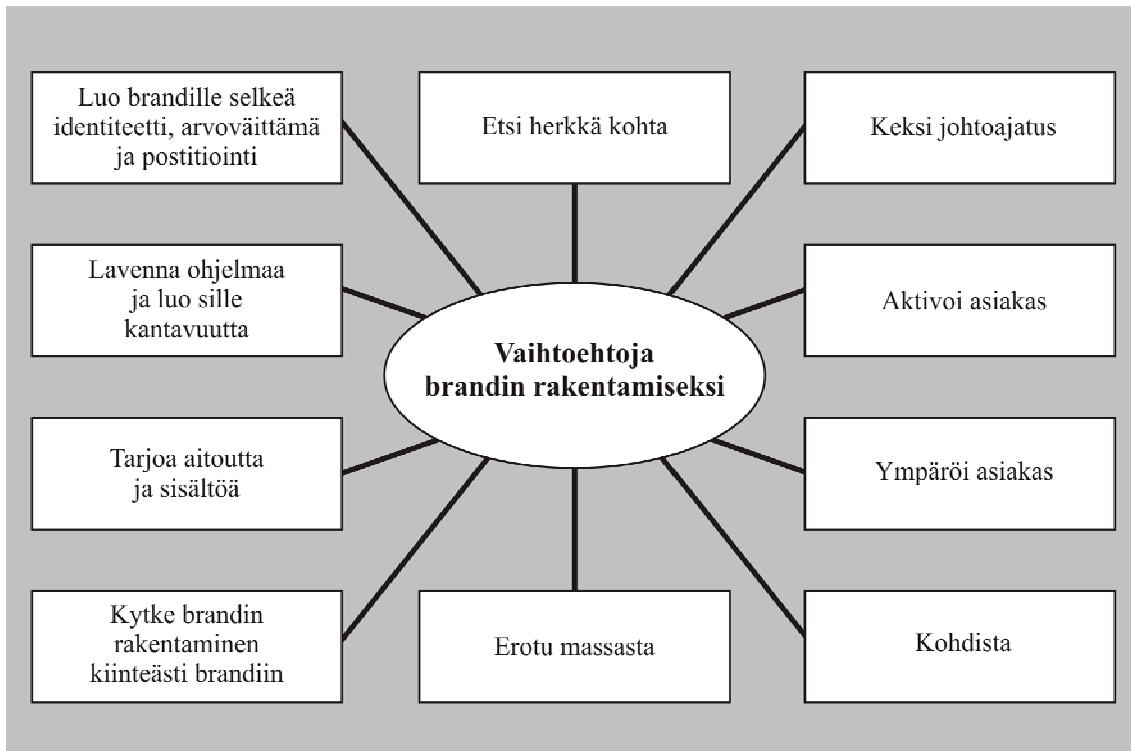 Luo brandille selkeä
identiteetti, arvoväittämä
ja postitiointi
Etsi herkkä kohta
Keksi johtoajatus
Lavenna ohjelmaa
ja luo sille
kantavuutta
Aktivoi asiakas
Vaihtoehtoja
brandin rakentamiseksi
Tarjoa aitoutta
ja sisältöä
Ympäröi asiakas
Kytke brandin
rakentaminen
kiinteästi brandiin
Erotu massasta
Kohdista